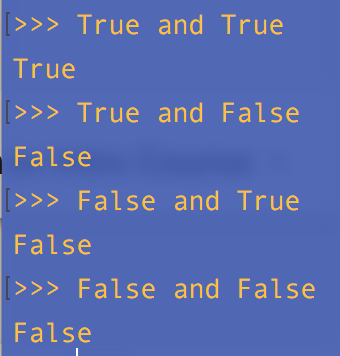 [>>> True and True
True
[>>> True and False
False
[>>> False and True
False
[>>> False and False
False